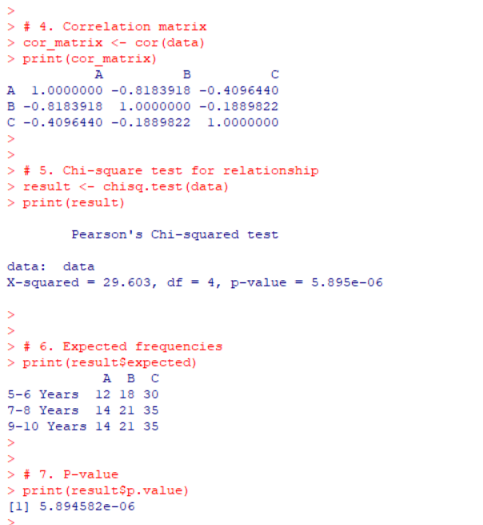 >
> # 4. Correlation matrix
> cor_matrix <- cor(data)
> print(cor_matrix)
           A          B          C
A  1.0000000 -0.8183918 -0.4096440
B -0.8183918  1.0000000 -0.1889822
C -0.4096440 -0.1889822  1.0000000
>
>
> # 5. Chi-square test for relationship
> result <- chisq.test(data)
> print(result)

        Pearson's Chi-squared test

data:  data
X-squared = 29.603, df = 4, p-value = 5.895e-06

>
>
> # 6. Expected frequencies
> print(result$expected)
            A  B  C
5-6 Years  12 18 30
7-8 Years  14 21 35
9-10 Years 14 21 35
>
>
> # 7. P-value
> print(result$p.value)
[1] 5.894582e-06
>